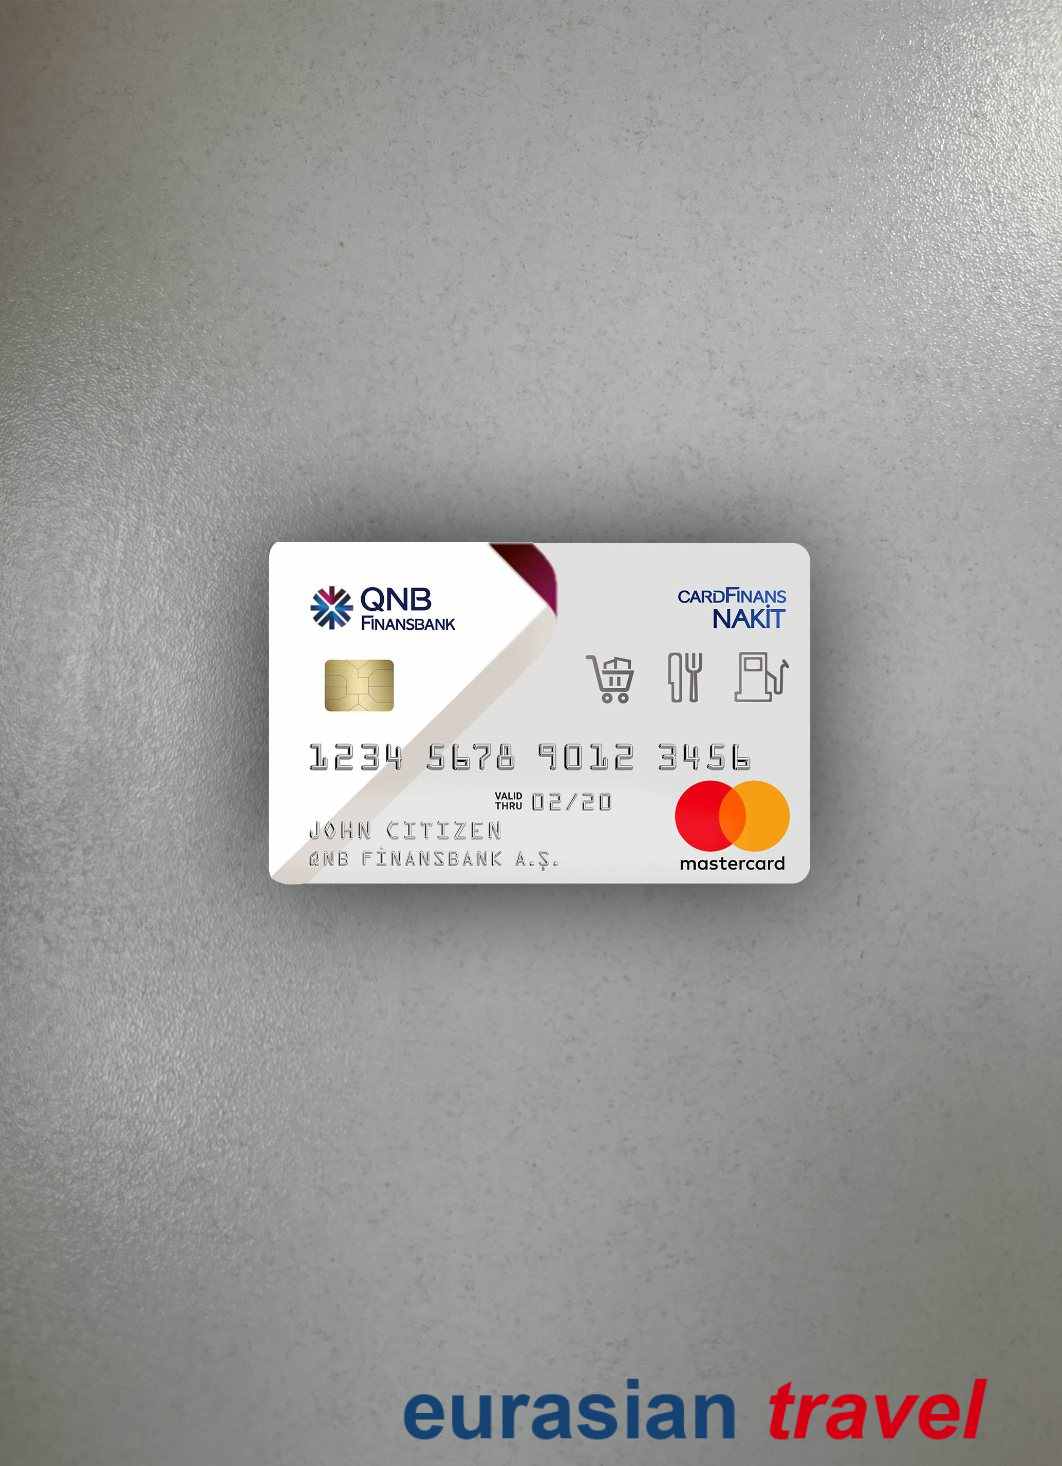 QNB
FİNANSBANK
CARDFİNANS
NAKİT
1234 5678 9012 3456
VALID
THRU 02/20
JOHN CITIZEN
QNB FİNANSBANK A.Ş.
mastercard
eurasian travel